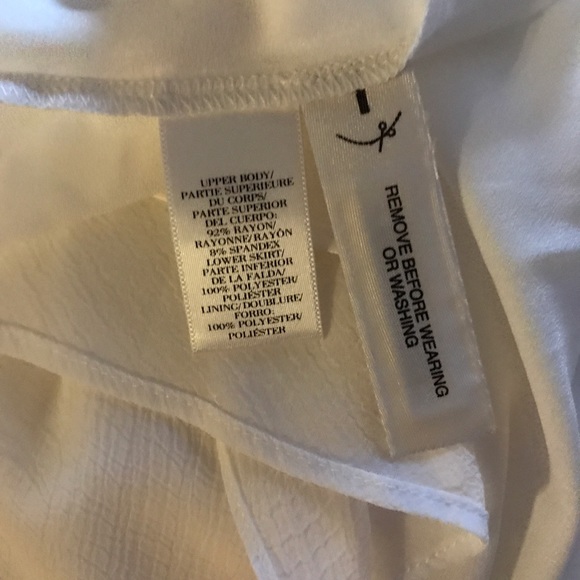 UPPER BODY/
PARTIE SUPERIEURE
DU CORPS/
PARTE SUPERIOR
DEL CUERPO:
92% RAYON/
RAYONNE/RAYÓN
8% SPANDEX
LOWER SKIRT/
PARTE INFERIOR
DE LA FALDA/
100% POLYESTER/
POLIÉSTER
LINING/DOUBLURE/
FORRO:
100% POLYESTER/
POLIÉSTER
REMOVE BEFORE WEARING
OR WASHING